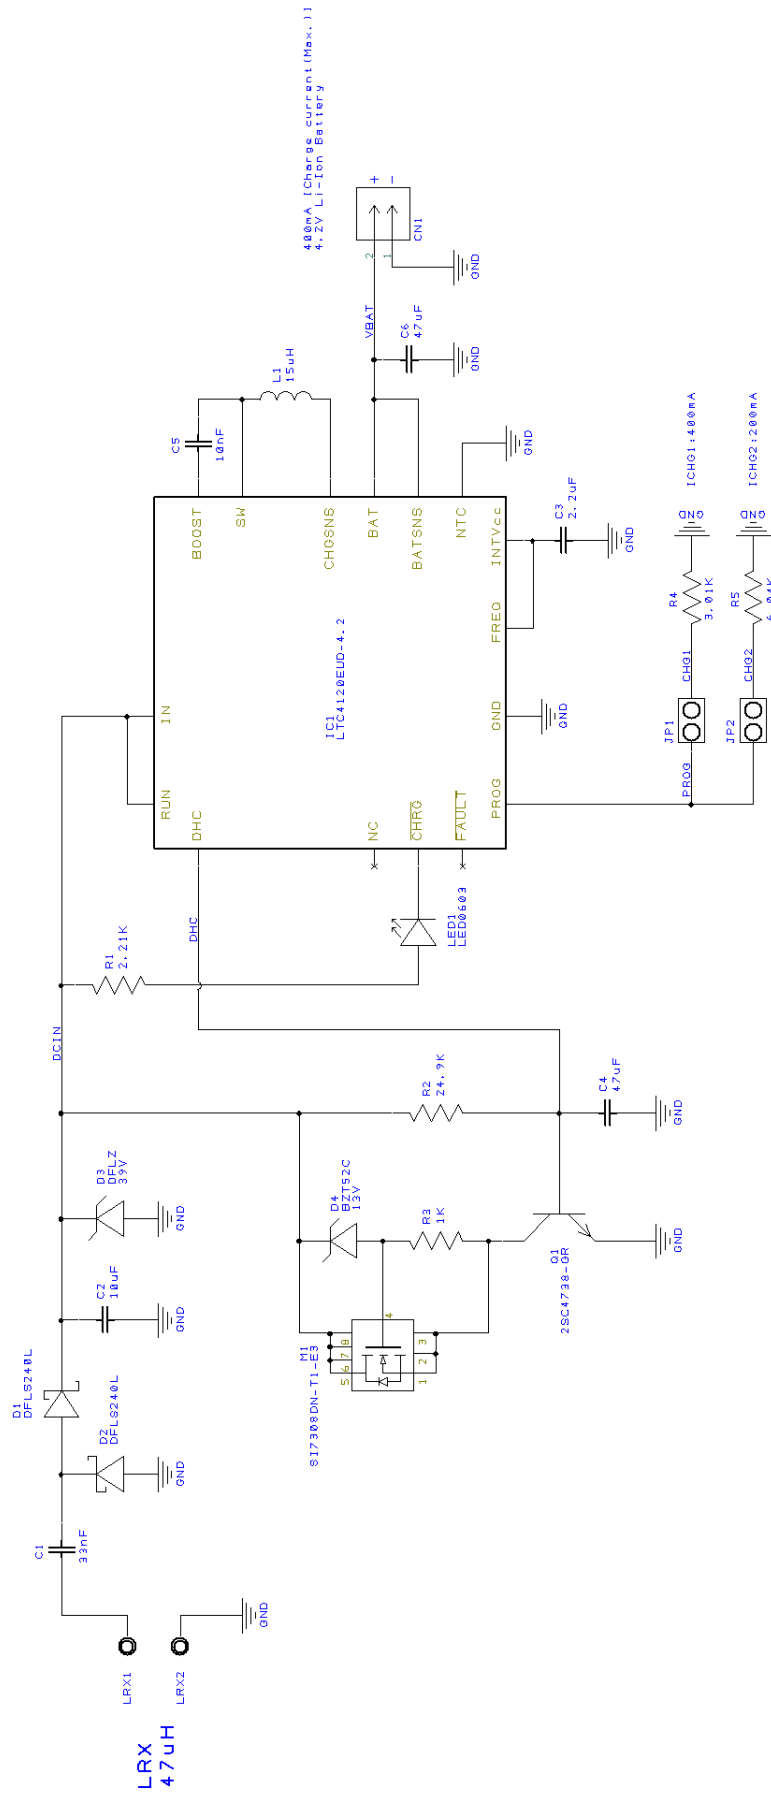 LRX
47uH
LRX1
LRX2
GND
C1
33nF
D1
DFLS240L
D2
DFLS240L
GND
C2
10uF
GND
D3
DFLZ
39V
GND
DCIN
R1
2.21K
DHC
M1
SI7308DN-T1-E3
5
6
7
8
4
1
2
3
D4
BZT52C
13V
R3
1K
R2
24.9K
Q1
2SC4738-GR
GND
C4
47uF
GND
LED1
LED0603
RUN
IN
DHC
NC
CHRG
FAULT
PROG
GND
FREQ
INTVcc
BOOST
SW
CHGSNS
BAT
BATSNS
NTC
IC1
LTC4120EUD-4.2
GND
C3
2.2uF
GND
GND
C5
10nF
L1
15uH
VBAT
C6
47uF
GND
2
1
+
-
CN1
GND
400mA [Charge current(Max.)]
4.2V Li-Ion Battery
PROG
JP1
CHG1
R4
3.01K
GND
ICHG1:400mA
JP2
CHG2
R5
GND
ICHG2:200mA